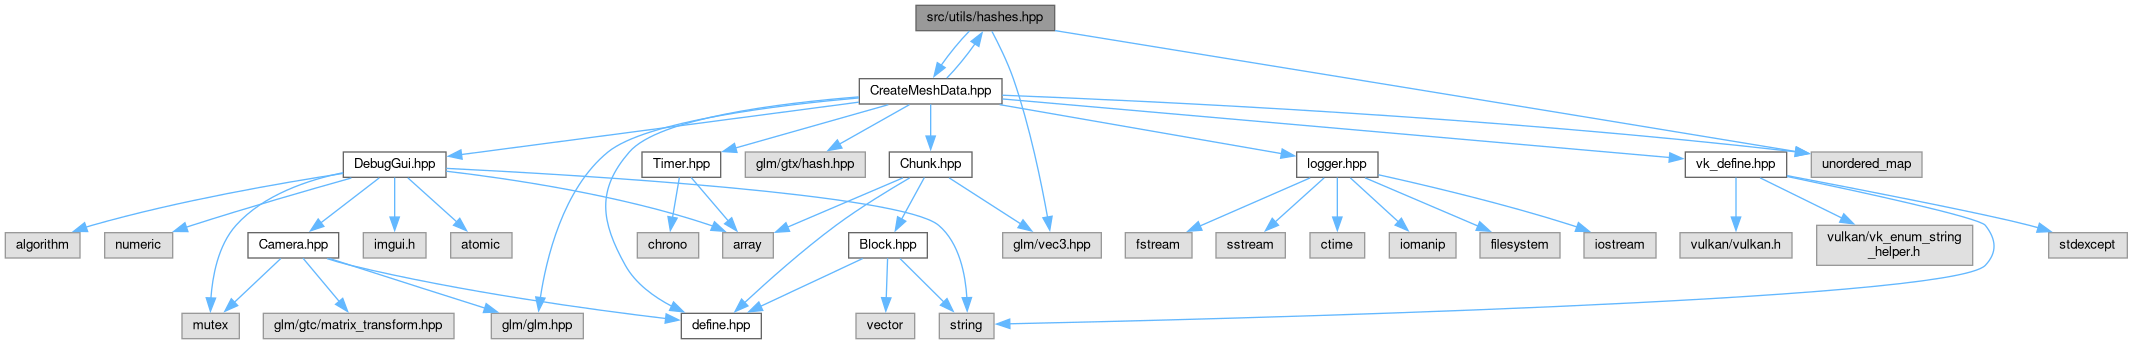 src/utils/hashes.hpp
CreateMeshData.hpp
DebugGui.hpp
Timer.hpp
glm/gtx/hash.hpp
Chunk.hpp
logger.hpp
vk_define.hpp
unordered_map
algorithm
numeric
Camera.hpp
imgui.h
atomic
chrono
array
Block.hpp
glm/vec3.hpp
fstream
sstream
ctime
iomanip
filesystem
iostream
vulkan/vulkan.h
vulkan/vk_enum_string
_helper.h
stdexcept
mutex
glm/gtc/matrix_transform.hpp
glm/glm.hpp
define.hpp
vector
string